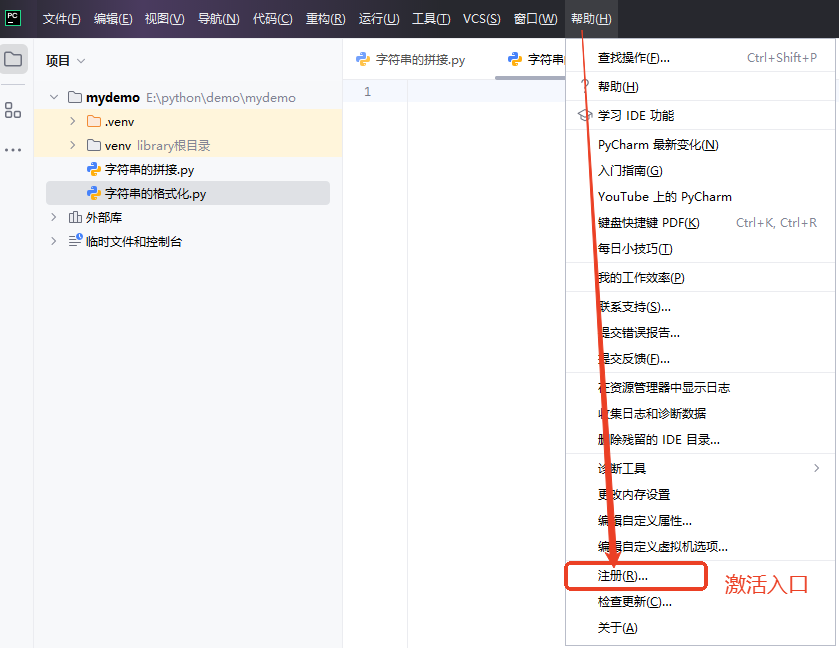 PC 文件(F) 编辑(E) 视图(V) 导航(N) 代码(C) 重构(R) 运行(U) 工具(T) VCS(S) 窗口(W) 帮助(H)
项目
字符串的拼接.py
字符串
1
mydemo E:\python\demo\mydemo
.venv
venv library根目录
字符串的拼接.py
字符串的格式化.py
外部库
临时文件和控制台
查找操作(F)... Ctrl+Shift+P
帮助(H)
学习 IDE 功能
PyCharm 最新变化(N)
入门指南(G)
YouTube 上的 PyCharm
键盘快捷键 PDF(K) Ctrl+K, Ctrl+R
每日小技巧(T)
我的工作效率(P)
联系支持(S)...
提交错误报告...
提交反馈(F)...
在资源管理器中显示日志
收集日志和诊断数据
删除残留的 IDE 目录...
诊断工具
更改内存设置
编辑自定义属性...
编辑自定义虚拟机选项...
注册(R)...
激活入口
检查更新(C)...
关于(A)